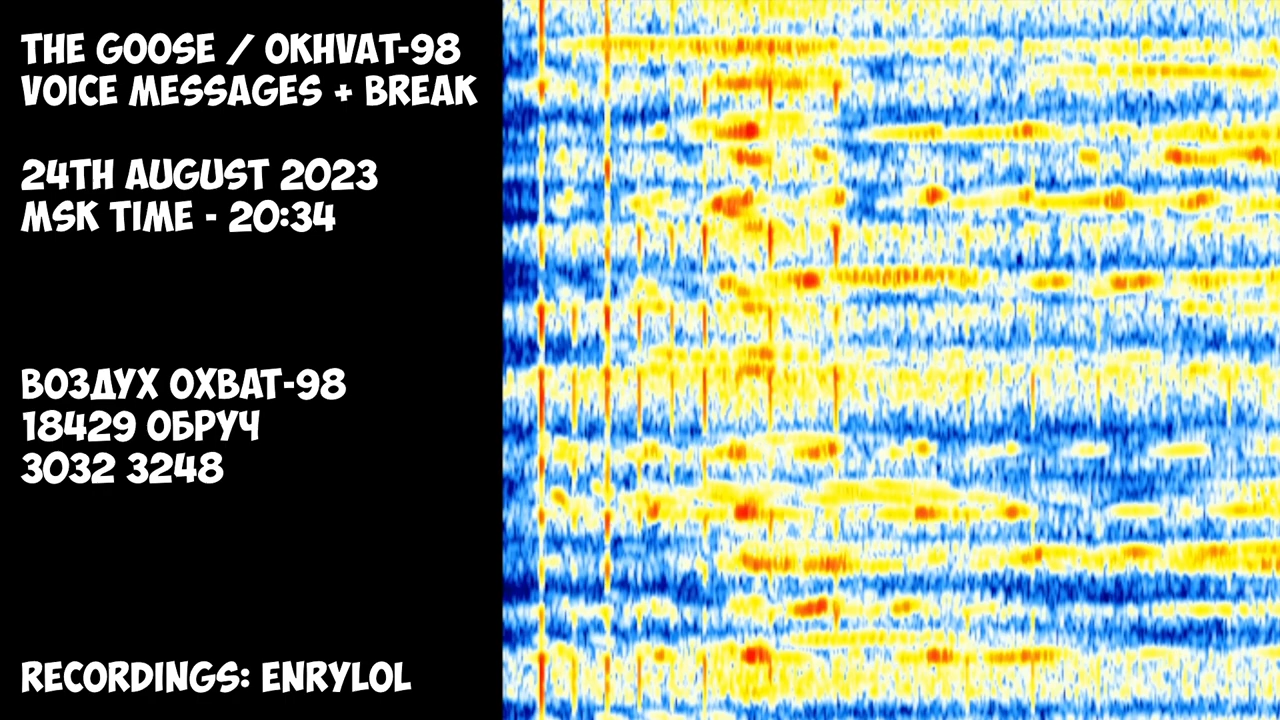 THE GOOSE / OKHVAT-98
VOICE MESSAGES + BREAK
24TH AUGUST 2023
MSK TIME - 20:34
ВОЗДУХ ОХВАТ-98
18429 ОБРУЧ
3032 3248
RECORDINGS: ENRYLOL